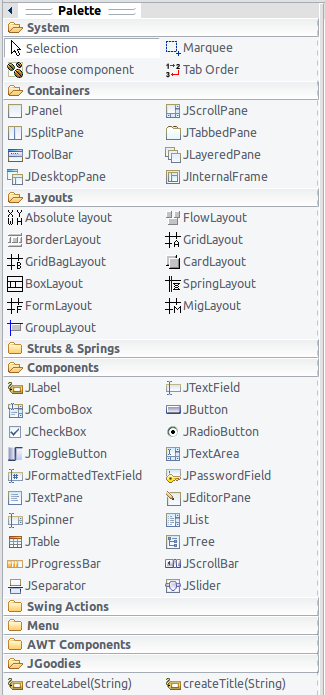 Palette
System
Selection Marquee
Choose component Tab Order
Containers
JPanel JScrollPane
JSplitPane JTabbedPane
JToolBar JLayeredPane
JDesktopPane JInternalFrame
Layouts
Absolute layout FlowLayout
BorderLayout GridLayout
GridBagLayout CardLayout
BoxLayout SpringLayout
FormLayout MigLayout
GroupLayout
Struts & Springs
Components
JLabel JTextField
JComboBox JButton
JCheckBox JRadioButton
JToggleButton JTextArea
JFormattedTextField JPasswordField
JTextPane JEditorPane
JSpinner JList
JTable JTree
JProgressBar JScrollBar
JSeparator JSlider
Swing Actions
Menu
AWT Components
JGoodies
createLabel(String) createTitle(String)